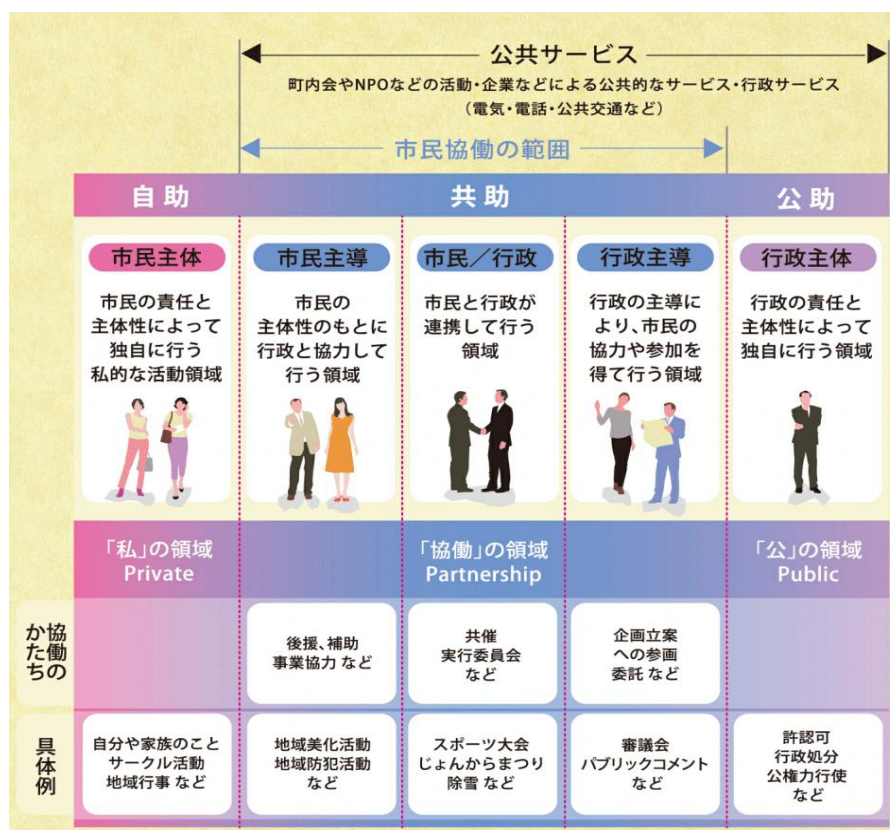 公共サービス
町内会やNPOなどの活動・企業などによる公共的なサービス・行政サービス
（電気・電話・公共交通など）
市民協働の範囲
自助
共助
公助
市民主体
市民の責任と
主体性によって
独自に行う
私的な活動領域
市民主導
市民の
主体性のもとに
行政と協力して
行う領域
市民／行政
市民と行政が
連携して行う
領域
行政主導
行政の主導に
より、市民の
協力や参加を
得て行う領域
行政主体
行政の責任と
主体性によって
独自に行う領域
「私」の領域
Private
「協働」の領域
Partnership
「公」の領域
Public
協働の
かたち
後援、補助
事業協力 など
共催
実行委員会
など
企画立案
への参画
委託 など
具体例
自分や家族のこと
サークル活動
地域行事 など
地域美化活動
地域防犯活動
など
スポーツ大会
じょんからまつり
除雪 など
審議会
パブリックコメント
など
許認可
行政処分
公権力行使
など